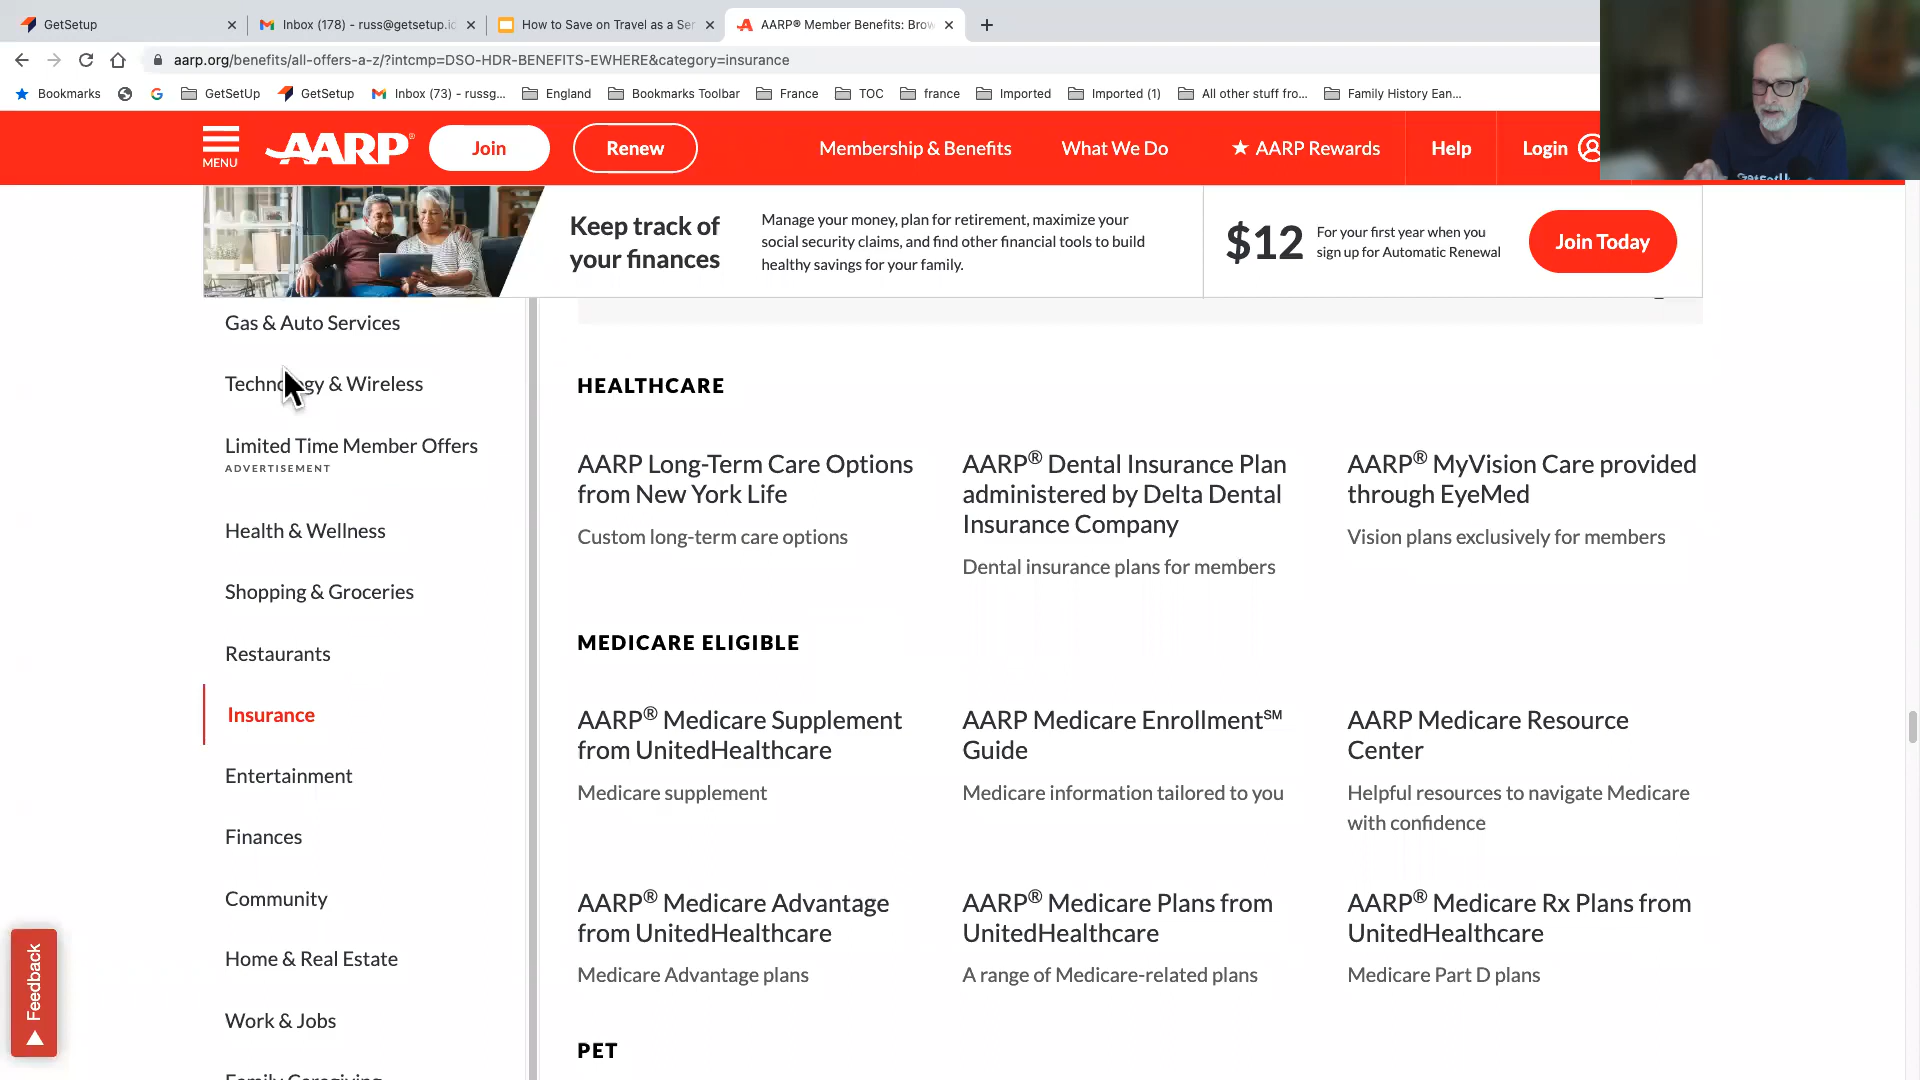 GetSetup
Inbox (178) - russ@getsetup.io
How to Save on Travel as a Ser
AARP® Member Benefits: Brow
aarp.org/benefits/all-offers-a-z/?intcmp=DSO-HDR-BENEFITS-EWHERE&category=insurance
Bookmarks
GetSetUp
GetSetup
Inbox (73) - russg...
England
Bookmarks Toolbar
France
TOC
france
Imported
Imported (1)
All other stuff fro...
Family History Ean...
MENU
AARP®
Join
Renew
Membership & Benefits
What We Do
★ AARP Rewards
Help
Login
GetSetUp
Keep track of
your finances
Manage your money, plan for retirement, maximize your
social security claims, and find other financial tools to build
healthy savings for your family.
$12
For your first year when you
sign up for Automatic Renewal
Join Today
Gas & Auto Services
Technology & Wireless
Limited Time Member Offers
ADVERTISEMENT
Health & Wellness
Shopping & Groceries
Restaurants
Insurance
Entertainment
Finances
Community
Home & Real Estate
Work & Jobs
Family Caregiving
Feedback
HEALTHCARE
AARP Long-Term Care Options
from New York Life
Custom long-term care options
AARP® Dental Insurance Plan
administered by Delta Dental
Insurance Company
Dental insurance plans for members
AARP® MyVision Care provided
through EyeMed
Vision plans exclusively for members
MEDICARE ELIGIBLE
AARP® Medicare Supplement
from UnitedHealthcare
Medicare supplement
AARP Medicare Enrollment℠
Guide
Medicare information tailored to you
AARP Medicare Resource
Center
Helpful resources to navigate Medicare
with confidence
AARP® Medicare Advantage
from UnitedHealthcare
Medicare Advantage plans
AARP® Medicare Plans from
UnitedHealthcare
A range of Medicare-related plans
AARP® Medicare Rx Plans from
UnitedHealthcare
Medicare Part D plans
PET